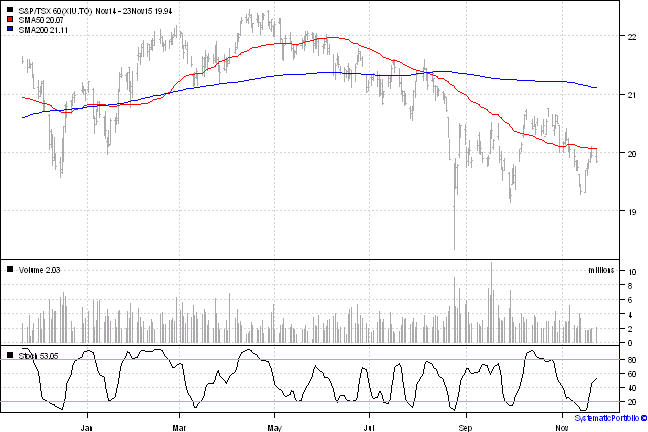 S&P/TSX 60(XIU.TO) Nov14 - 23Nov15 19.94
SMA50 20.07
SMA200 21.11
22
21
20
19
Volume 2.03
millions
10
8
6
4
2
0
Stoch 53.05
80
60
40
20
Jan Mar May Jul Sep Nov
SystematicPortfolio ©